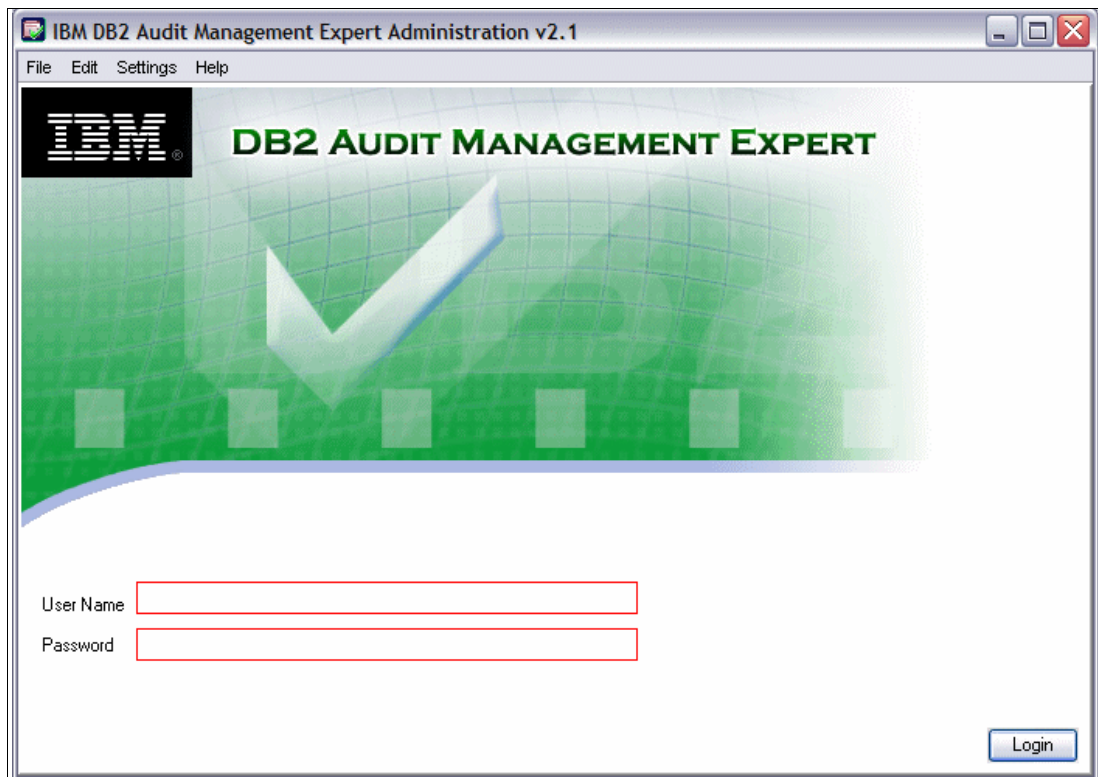 IBM DB2 Audit Management Expert Administration v2.1
File Edit Settings Help
IBM®
DB2 AUDIT MANAGEMENT EXPERT
User Name
Password
Login